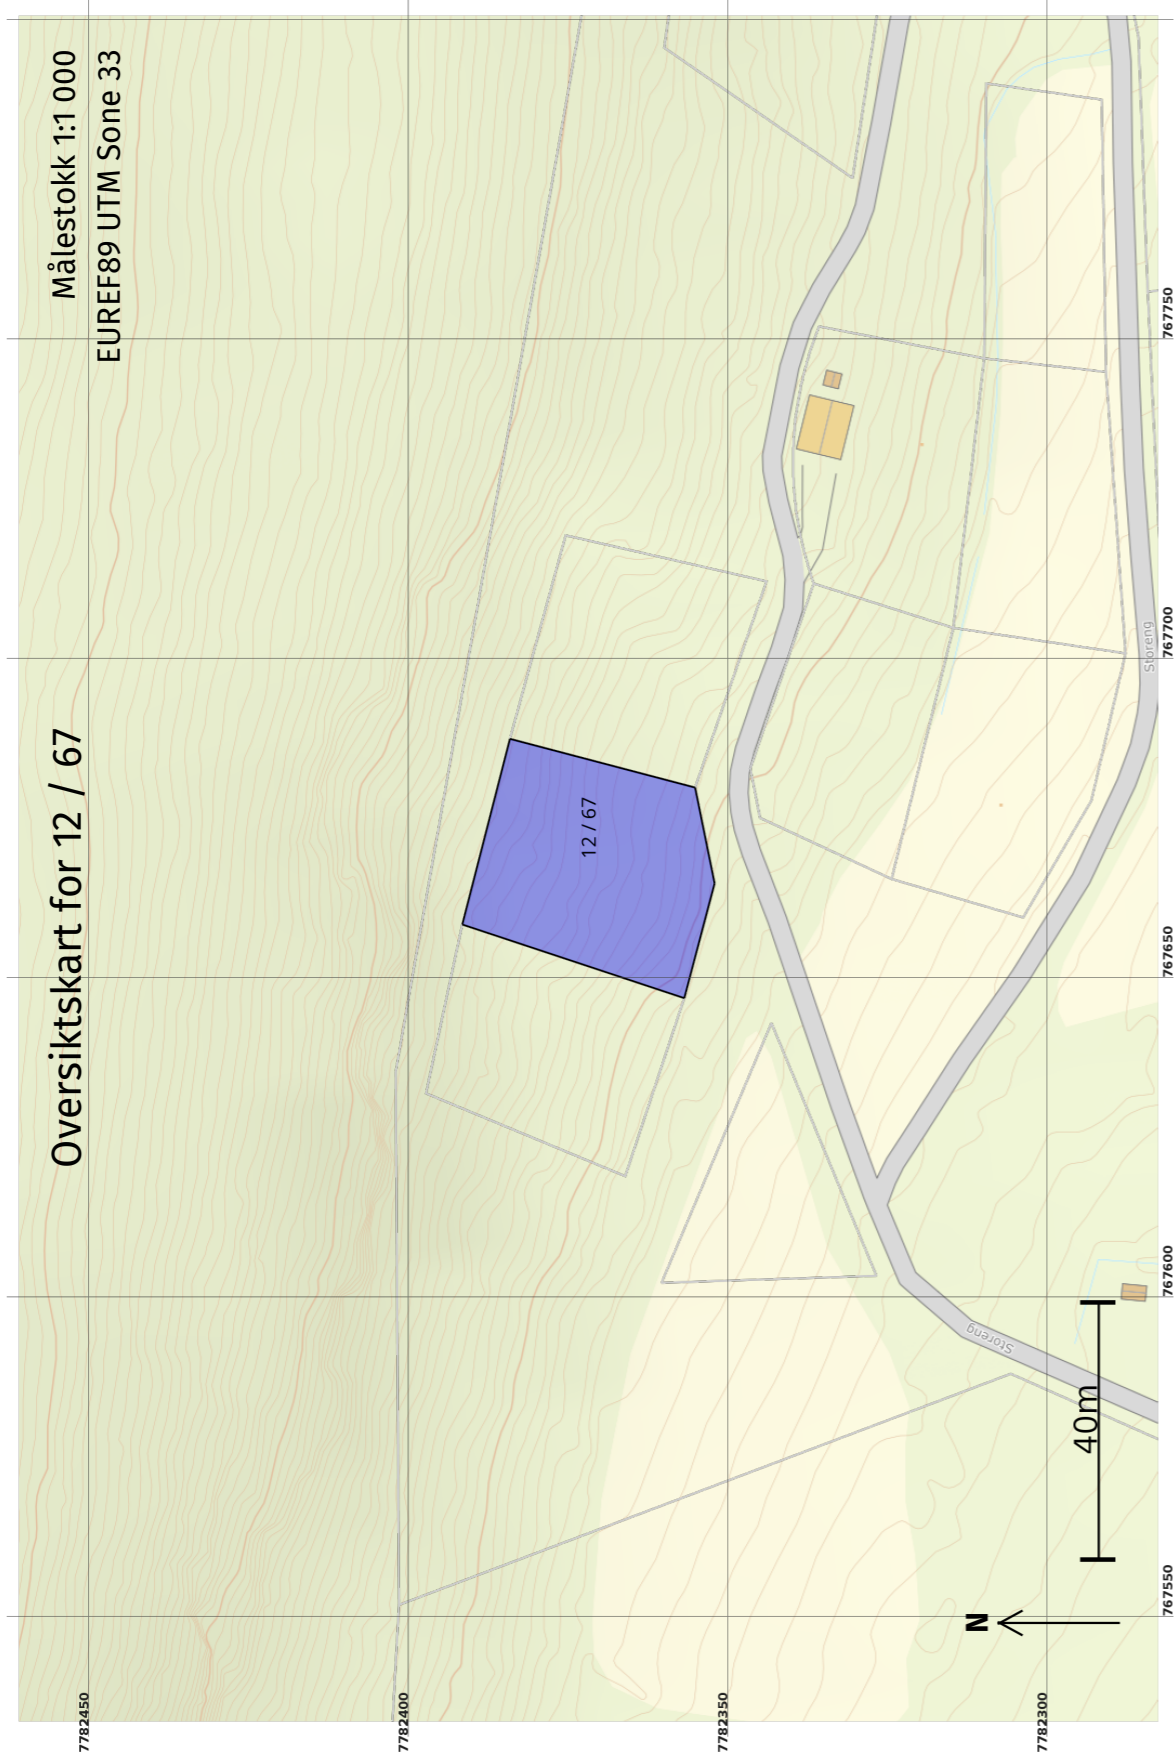 Oversiktskart for 12 / 67
Målestokk 1:1 000
EUREF89 UTM Sone 33
12 / 67
Storeng
Storeng
40m
N
7782450
7782400
7782350
7782300
767550
767600
767650
767700
767750